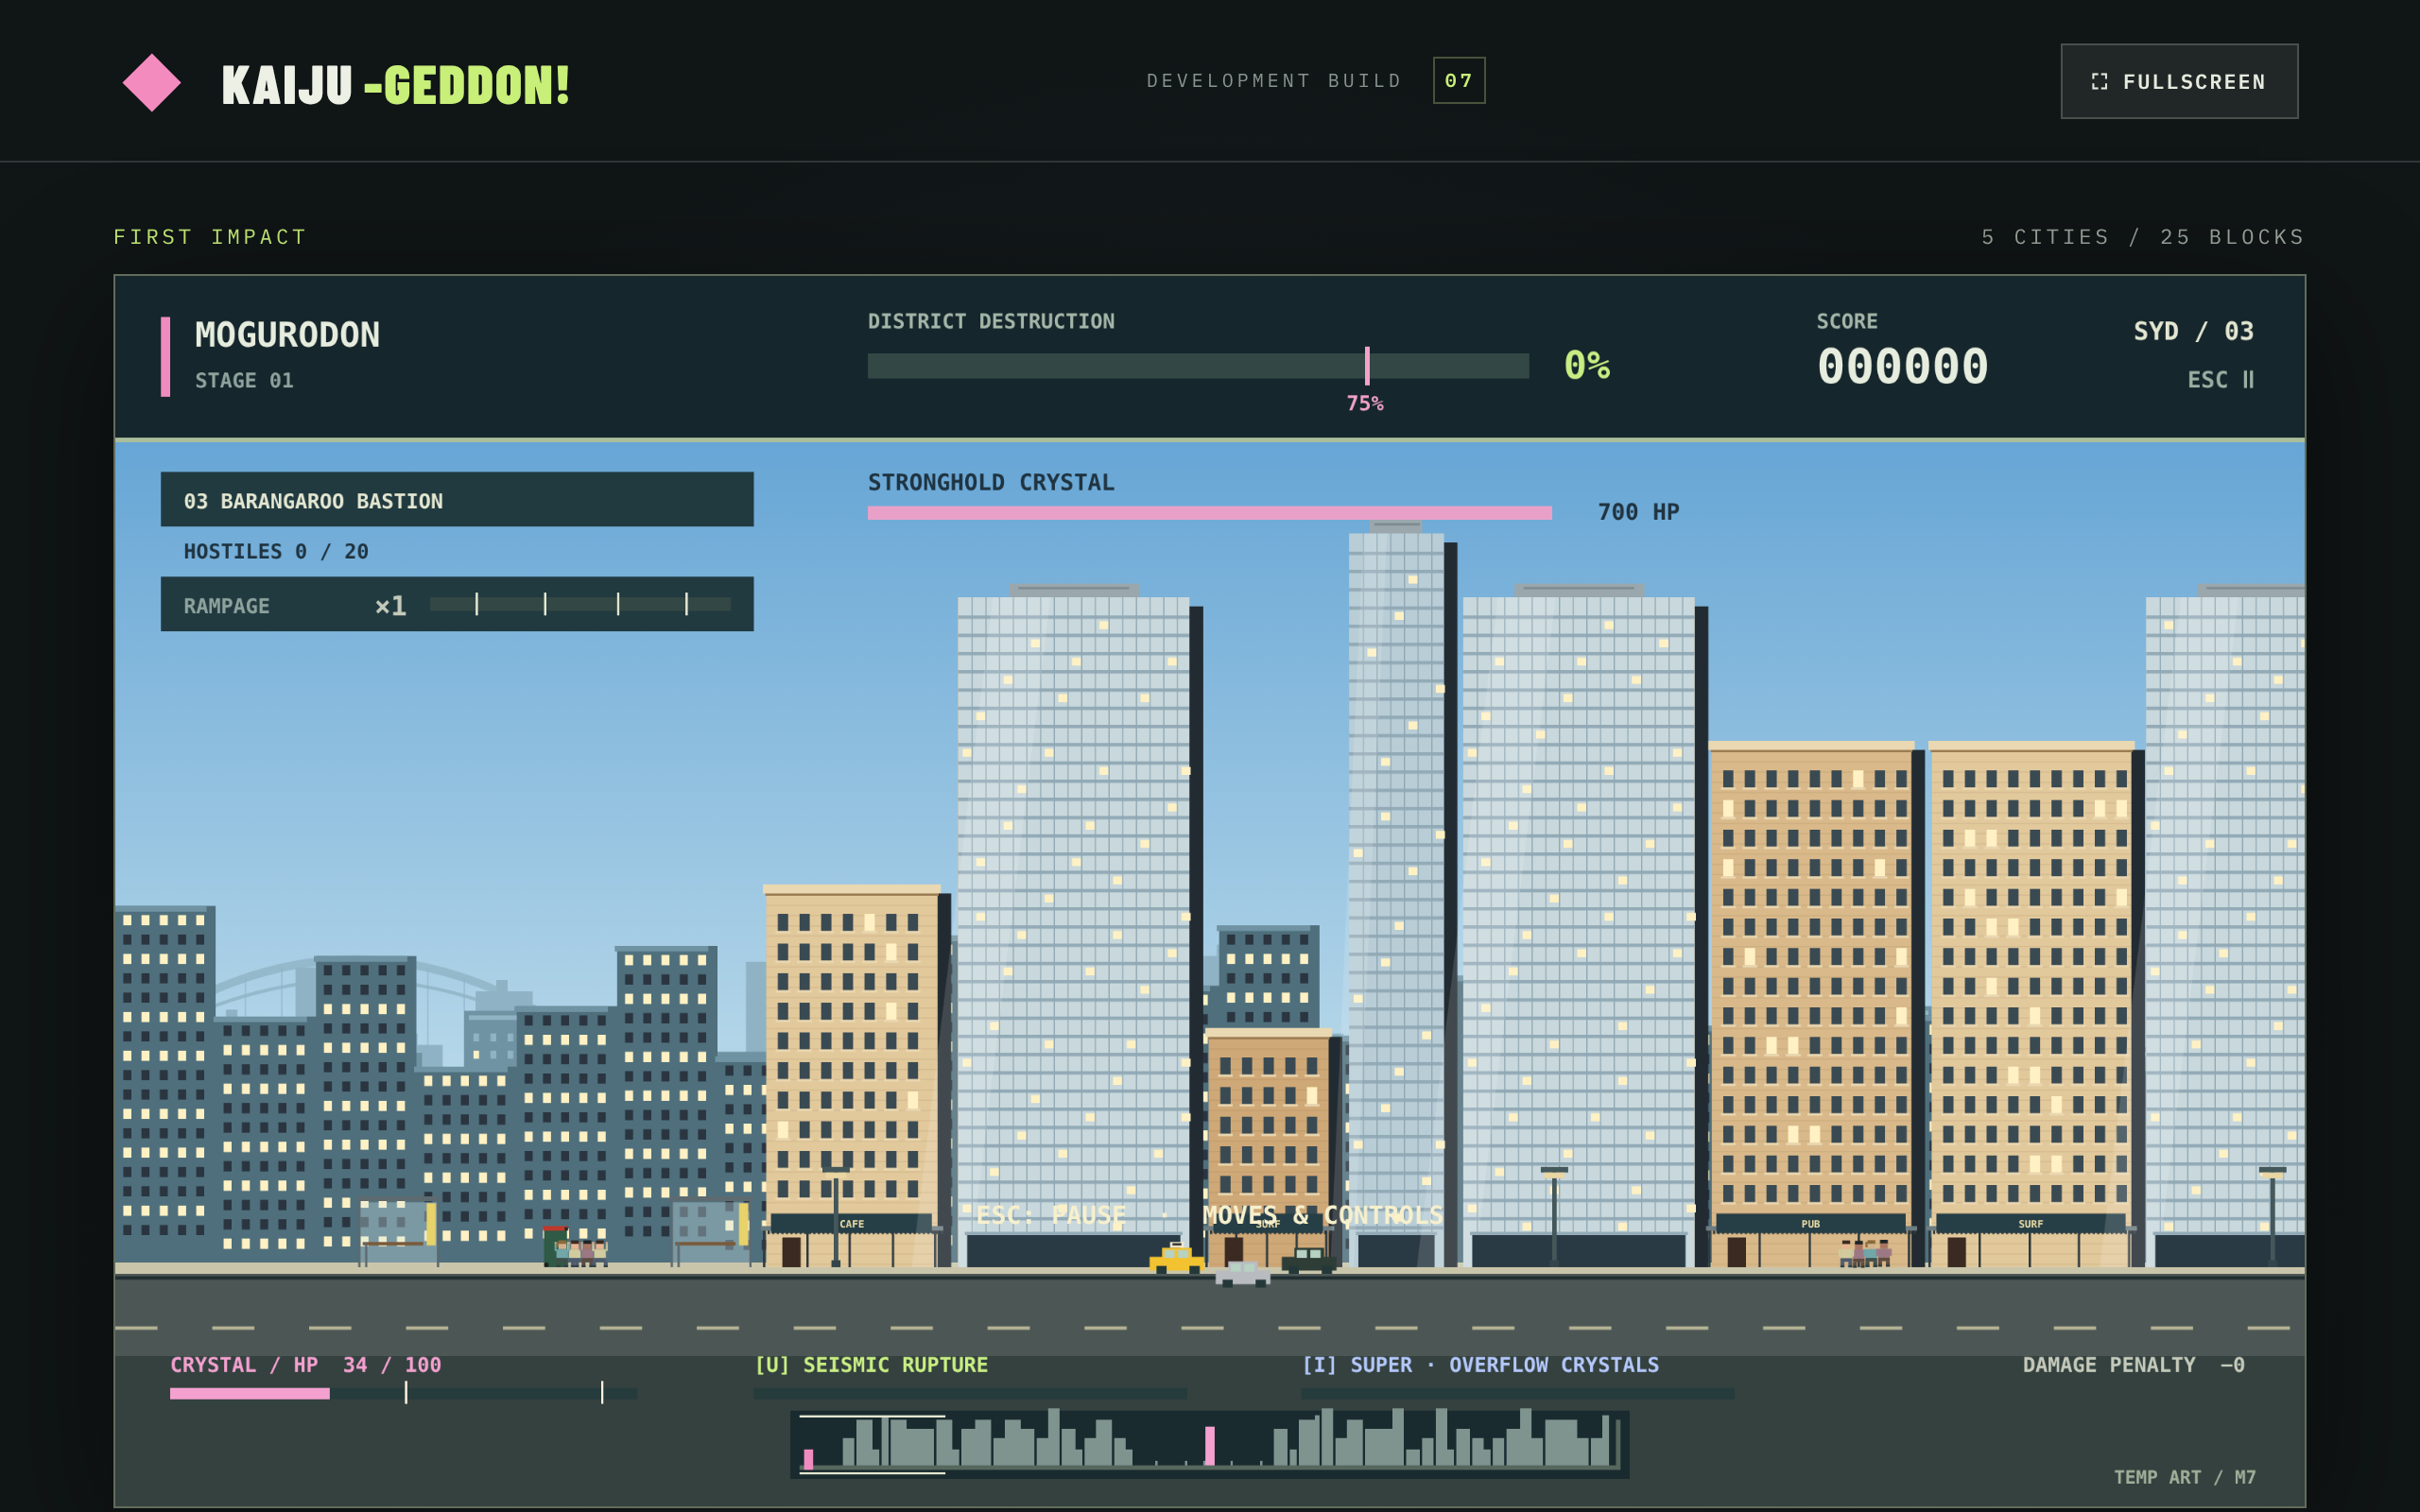 KAIJU-GEDDON!
DEVELOPMENT BUILD 07
FULLSCREEN
FIRST IMPACT
5 CITIES / 25 BLOCKS
MOGURODON
STAGE 01
DISTRICT DESTRUCTION
0%
75%
SCORE
000000
SYD / 03
ESC II
03 BARANGAROO BASTION
HOSTILES 0 / 20
RAMPAGE ×1
STRONGHOLD CRYSTAL
700 HP
ESC: PAUSE · MOVES & CONTROLS
CAFE
SURF
PUB
SURF
CRYSTAL / HP 34 / 100
[U] SEISMIC RUPTURE
[I] SUPER · OVERFLOW CRYSTALS
DAMAGE PENALTY −0
TEMP ART / M7